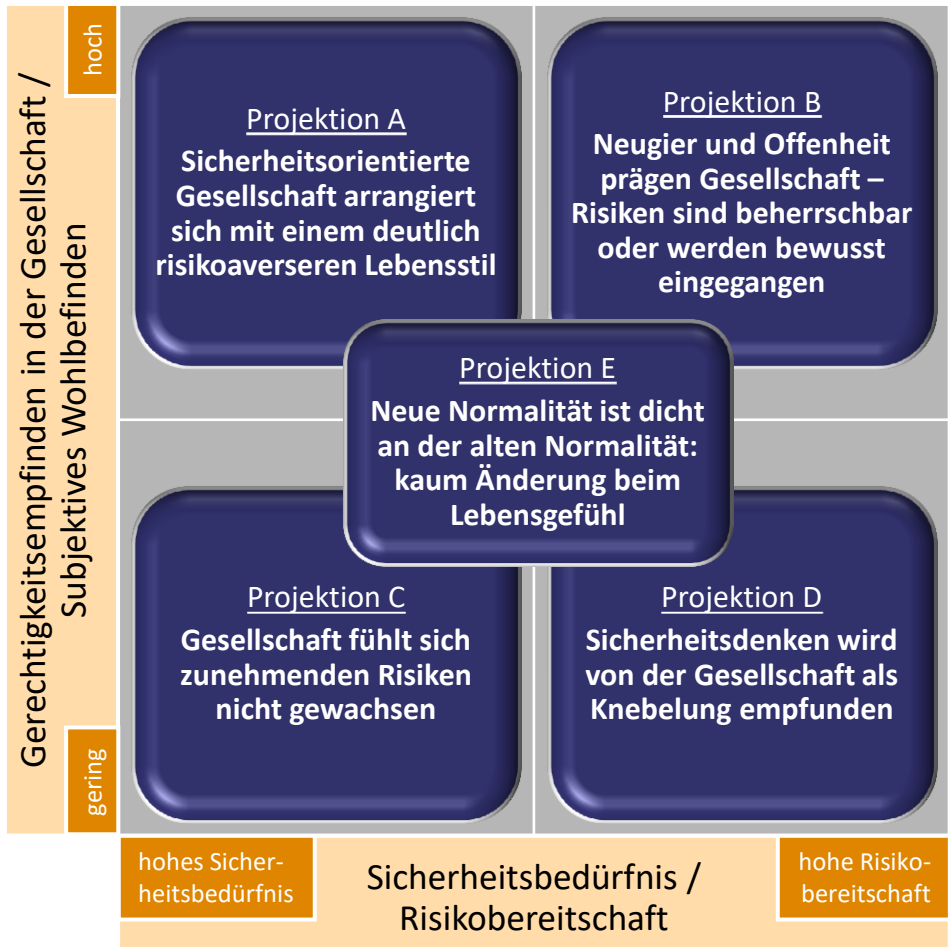 Gerechtigkeitsempfinden in der Gesellschaft /
Subjektives Wohlbefinden
hoch
gering
Projektion A
Sicherheitsorientierte
Gesellschaft arrangiert
sich mit einem deutlich
risikoaverseren Lebensstil
Projektion B
Neugier und Offenheit
prägen Gesellschaft –
Risiken sind beherrschbar
oder werden bewusst
eingegangen
Projektion E
Neue Normalität ist dicht
an der alten Normalität:
kaum Änderung beim
Lebensgefühl
Projektion C
Gesellschaft fühlt sich
zunehmenden Risiken
nicht gewachsen
Projektion D
Sicherheitsdenken wird
von der Gesellschaft als
Knebelung empfunden
hohes Sicher-
heitsbedürfnis
Sicherheitsbedürfnis /
Risikobereitschaft
hohe Risiko-
bereitschaft